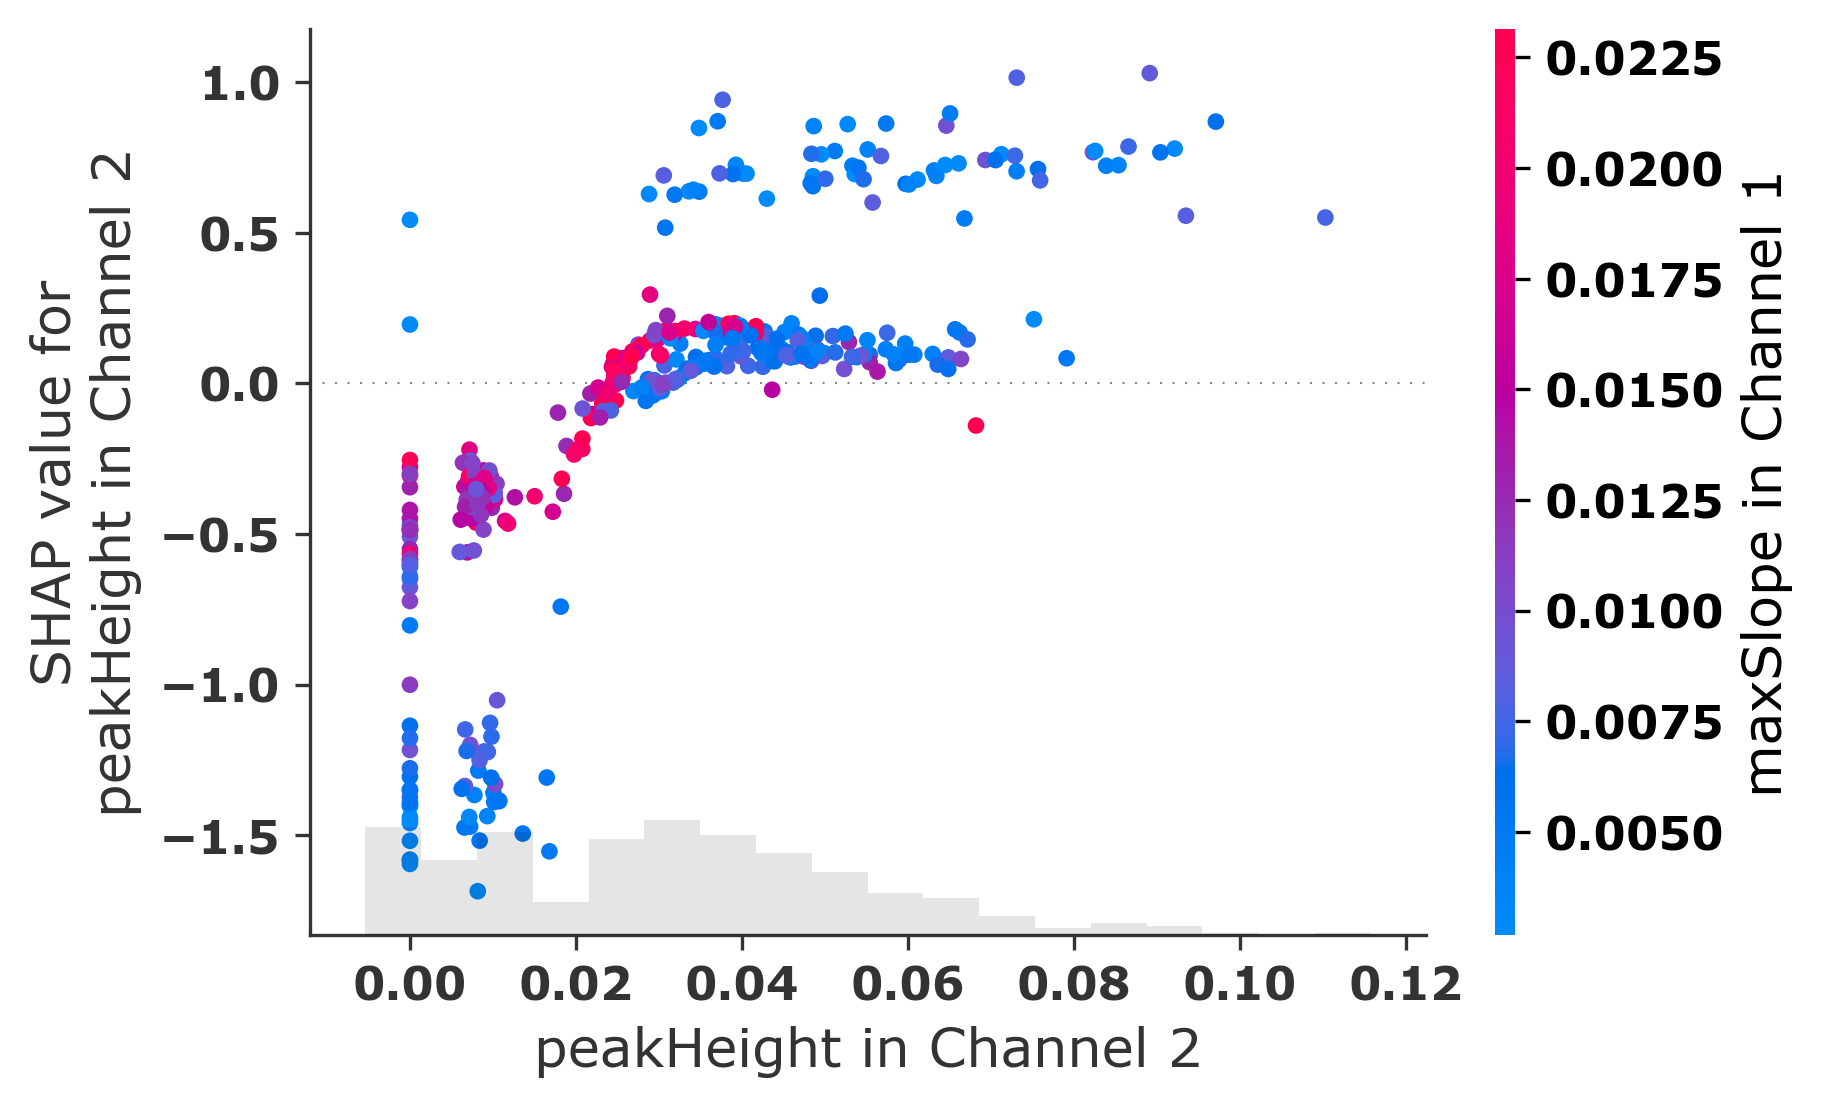 SHAP value for
peakHeight in Channel 2
1.0
0.5
0.0
−0.5
−1.0
−1.5
0.00 0.02 0.04 0.06 0.08 0.10 0.12
peakHeight in Channel 2
0.0225
0.0200
0.0175
0.0150
0.0125
0.0100
0.0075
0.0050
maxSlope in Channel 1